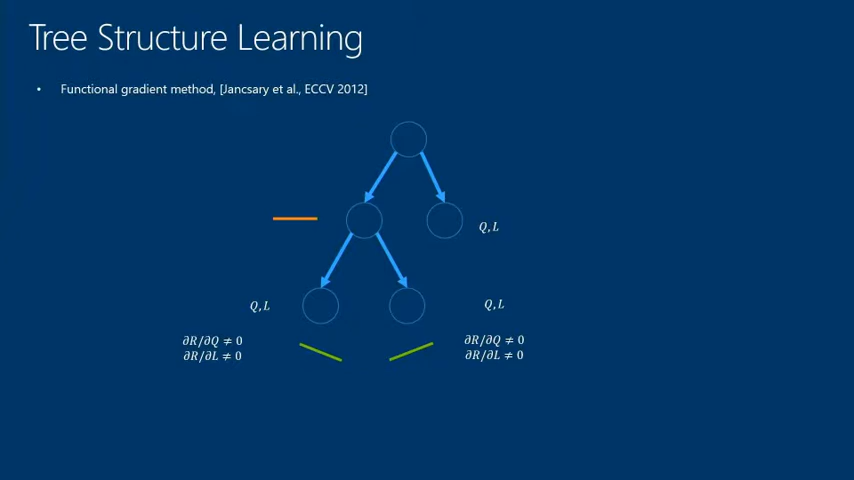 Tree Structure Learning
• Functional gradient method, [Jancsary et al., ECCV 2012]
Q, L
Q, L
Q, L
∂R/∂Q ≠ 0
∂R/∂L ≠ 0
∂R/∂Q ≠ 0
∂R/∂L ≠ 0